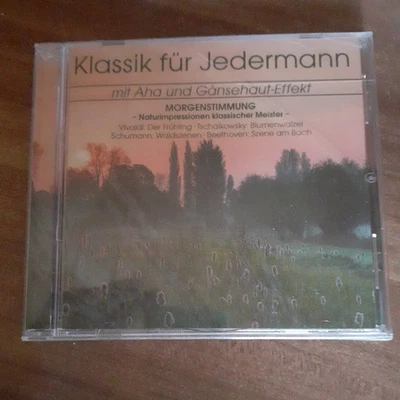 Klassik für Jedermann
mit Aha und Gänsehaut-Effekt
MORGENSTIMMUNG
- Naturimpressionen klassischer Meister -
Vivaldi: Der Frühling · Tschaikowsky: Blumenwalzer
Schumann: Waldszenen · Beethoven: Szene am Bach